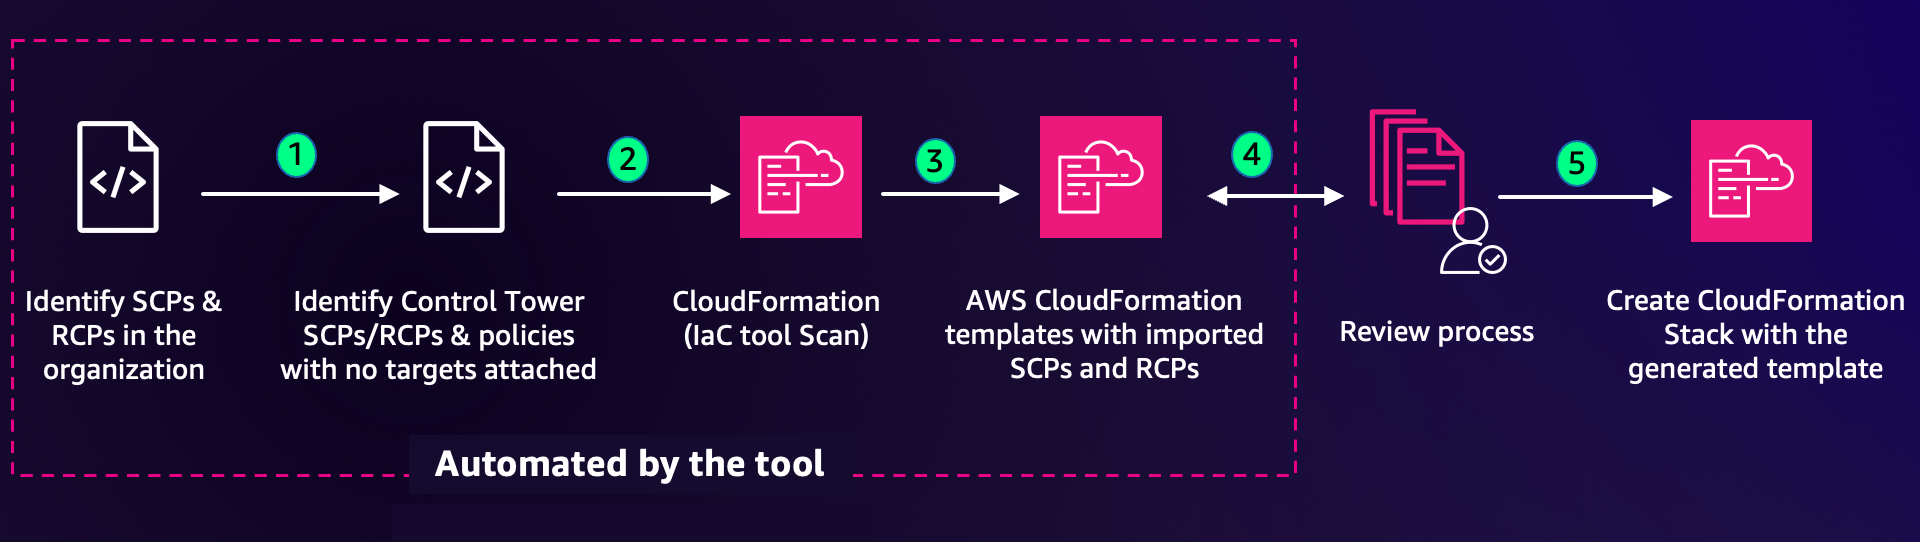 1
2
3
4
5
</>
</>
Identify SCPs &
RCPs in the
organization
Identify Control Tower
SCPs/RCPs & policies
with no targets attached
CloudFormation
(IaC tool Scan)
AWS CloudFormation
templates with imported
SCPs and RCPs
Review process
Create CloudFormation
Stack with the
generated template
Automated by the tool